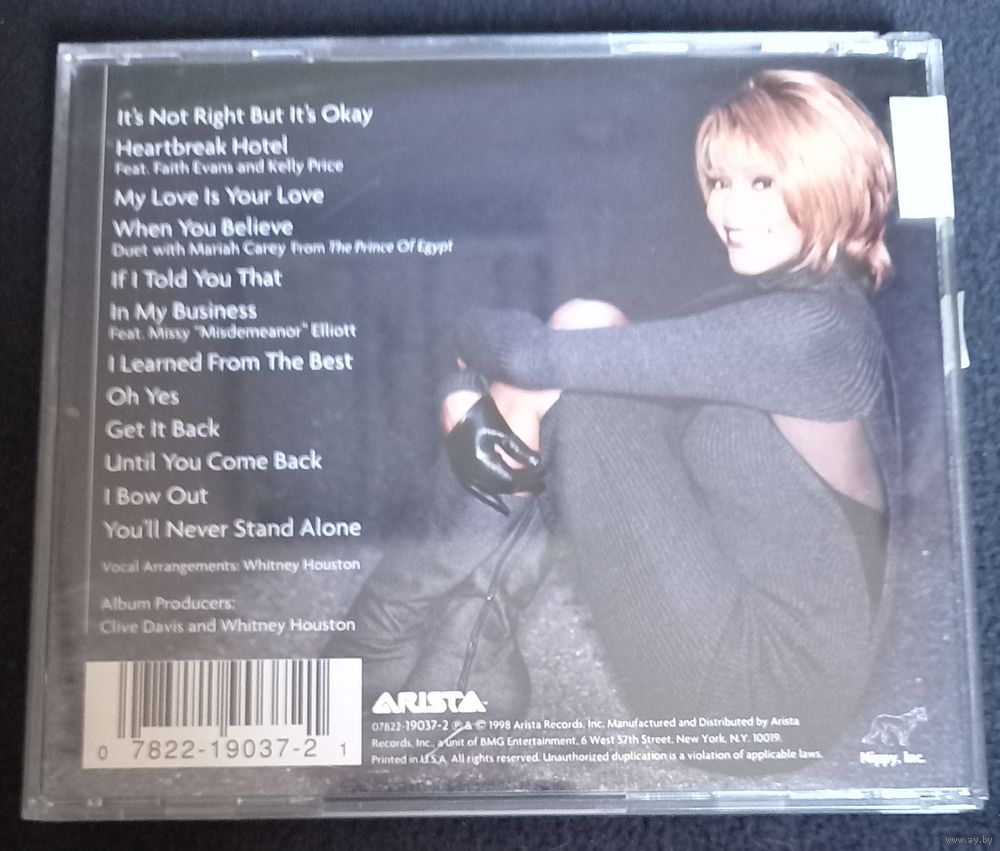 It's Not Right But It's Okay
Heartbreak Hotel
Feat. Faith Evans and Kelly Price
My Love Is Your Love
When You Believe
Duet with Mariah Carey From The Prince Of Egypt
If I Told You That
In My Business
Feat. Missy "Misdemeanor" Elliott
I Learned From The Best
Oh Yes
Get It Back
Until You Come Back
I Bow Out
You'll Never Stand Alone
Vocal Arrangements: Whitney Houston
Album Producers:
Clive Davis and Whitney Houston
0 7822-19037-2 1
ARISTA
07822-19037-2 ℗ & © 1998 Arista Records, Inc. Manufactured and Distributed by Arista
Records, Inc., a unit of BMG Entertainment, 6 West 57th Street, New York, N.Y. 10019.
Printed in U.S.A. All rights reserved. Unauthorized duplication is a violation of applicable laws.
Nippy, Inc.
www.ay.by